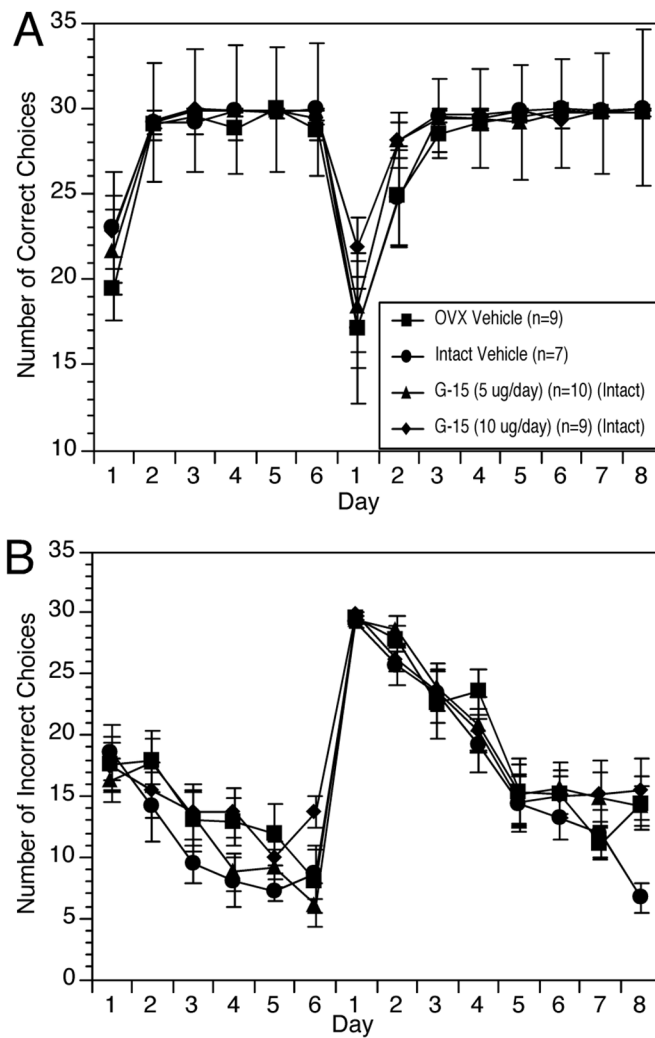 A
35
30
25
20
15
10
Number of Correct Choices
OVX Vehicle (n=9)
Intact Vehicle (n=7)
G-15 (5 ug/day) (n=10) (Intact)
G-15 (10 ug/day) (n=9) (Intact)
1 2 3 4 5 6 1 2 3 4 5 6 7 8
Day
B
35
30
25
20
15
10
5
0
Number of Incorrect Choices
1 2 3 4 5 6 1 2 3 4 5 6 7 8
Day